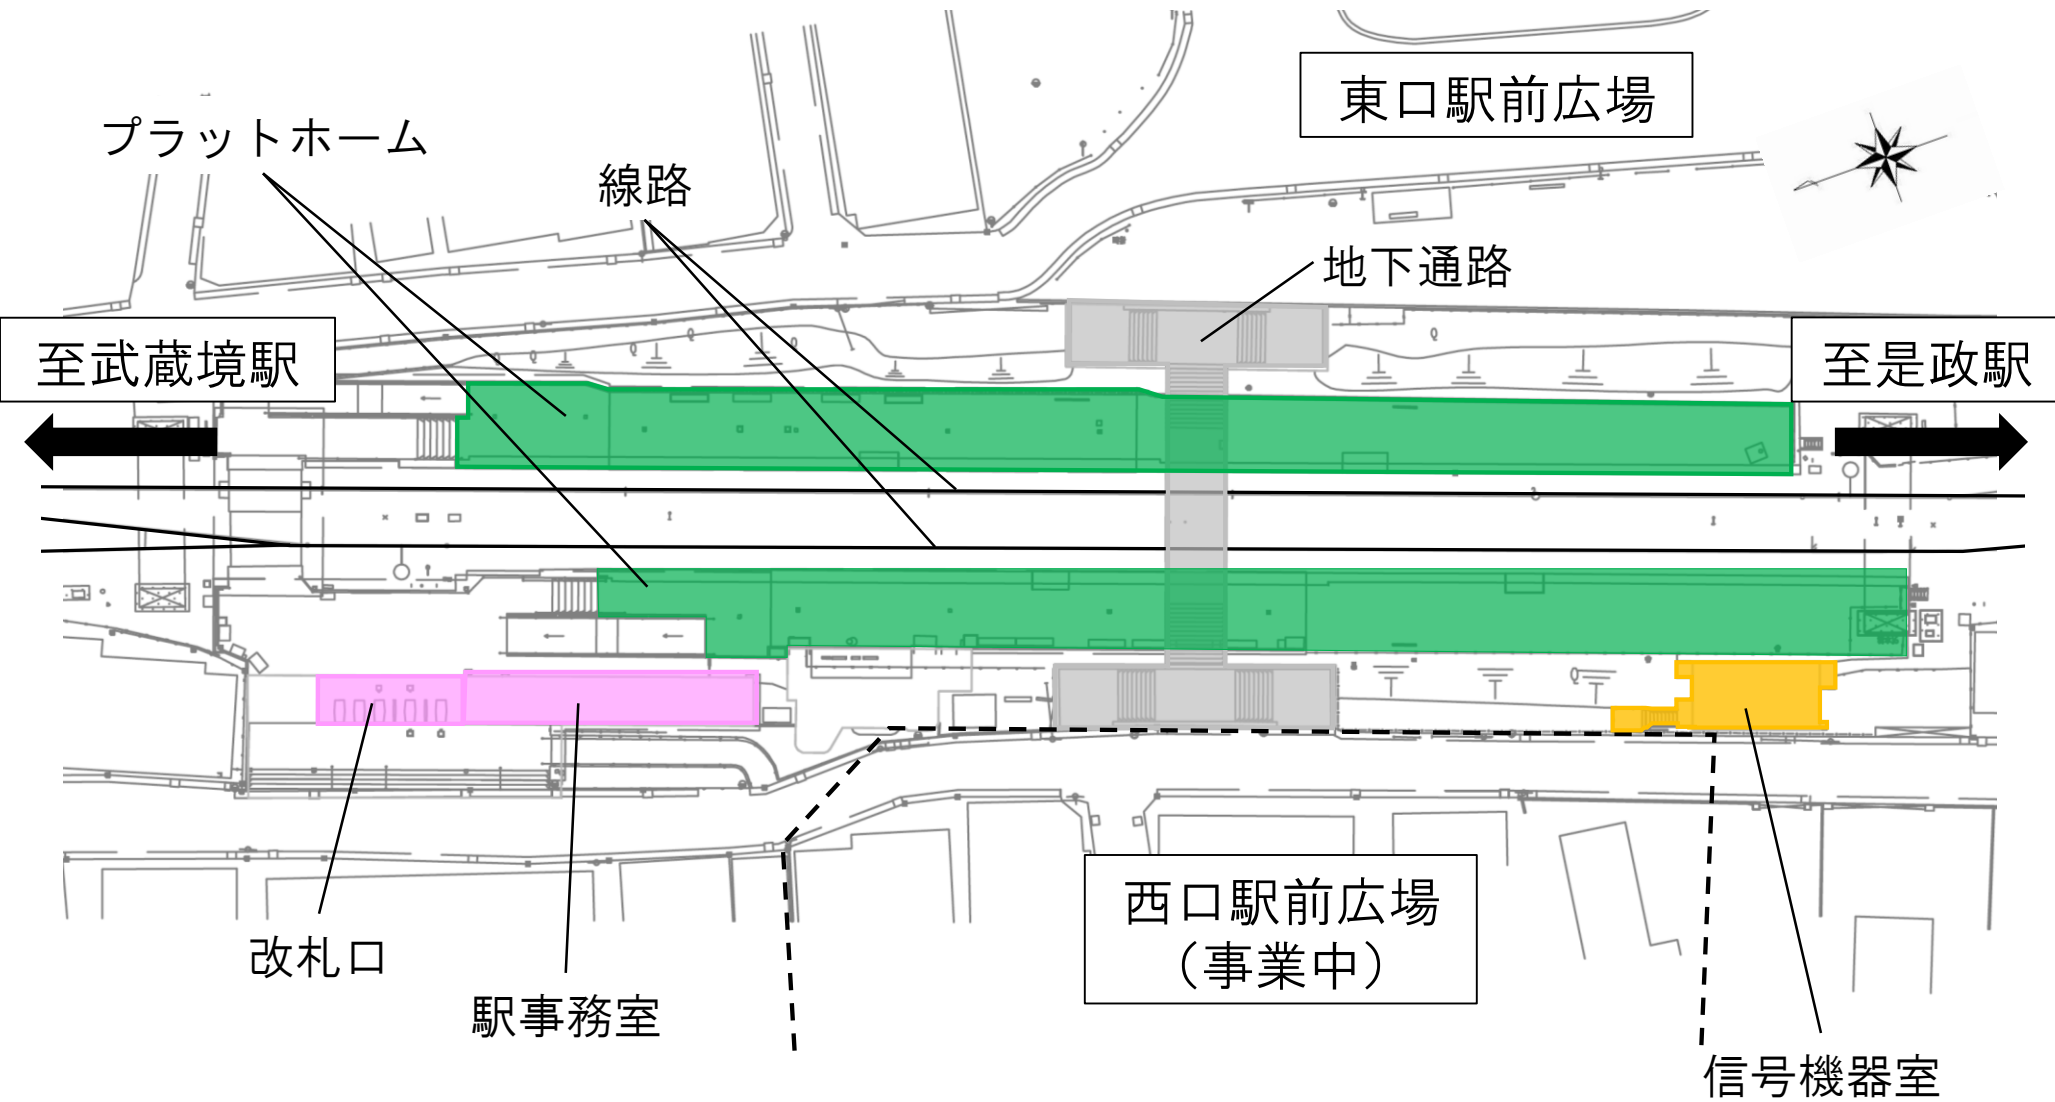 東口駅前広場
プラットホーム
線路
地下通路
至武蔵境駅
至是政駅
改札口
駅事務室
西口駅前広場
（事業中）
信号機器室